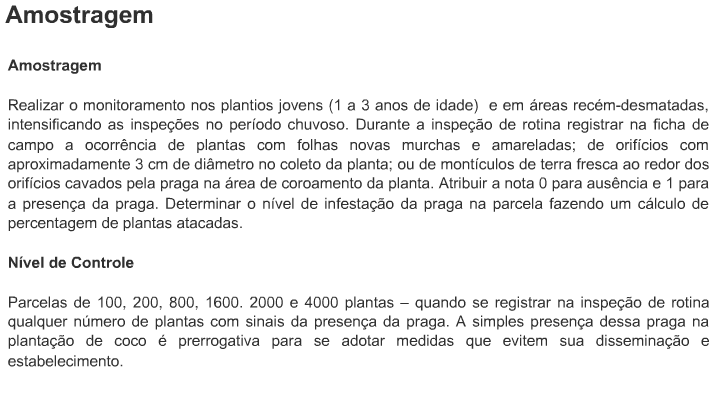 Amostragem
Amostragem
Realizar o monitoramento nos plantios jovens (1 a 3 anos de idade) e em áreas recém-desmatadas,
intensificando as inspeções no período chuvoso. Durante a inspeção de rotina registrar na ficha de
campo a ocorrência de plantas com folhas novas murchas e amareladas; de orifícios com
aproximadamente 3 cm de diâmetro no coleto da planta; ou de montículos de terra fresca ao redor dos
orifícios cavados pela praga na área de coroamento da planta. Atribuir a nota 0 para ausência e 1 para
a presença da praga. Determinar o nível de infestação da praga na parcela fazendo um cálculo de
percentagem de plantas atacadas.
Nível de Controle
Parcelas de 100, 200, 800, 1600. 2000 e 4000 plantas – quando se registrar na inspeção de rotina
qualquer número de plantas com sinais da presença da praga. A simples presença dessa praga na
plantação de coco é prerrogativa para se adotar medidas que evitem sua disseminação e
estabelecimento.